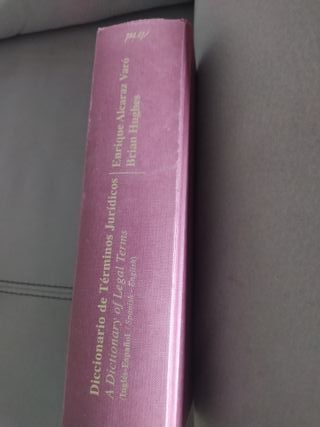 Diccionario de Términos Jurídicos
A Dictionary of Legal Terms
(Inglés-Español - Spanish - English)
Enrique Alcaraz Varó
Brian Hughes